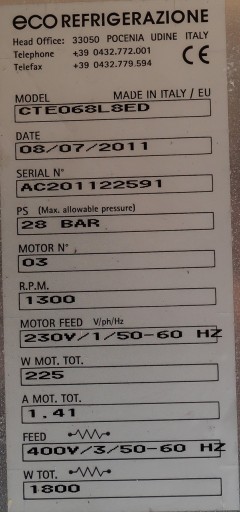 eco REFRIGERAZIONE
Head Office: 33050 POCENIA UDINE ITALY
Telephone +39 0432.772.001
Telefax +39 0432.779.594
CE
MODEL MADE IN ITALY / EU
CTE068L8ED
DATE
08/07/2011
SERIAL N°
AC201122591
PS (Max. allowable pressure)
28 BAR
MOTOR N°
03
R.P.M.
1300
MOTOR FEED V/ph/Hz
230V/1/50-60 HZ
W MOT. TOT.
225
A MOT. TOT.
1.41
FEED
400V/3/50-60 HZ
W TOT.
1800